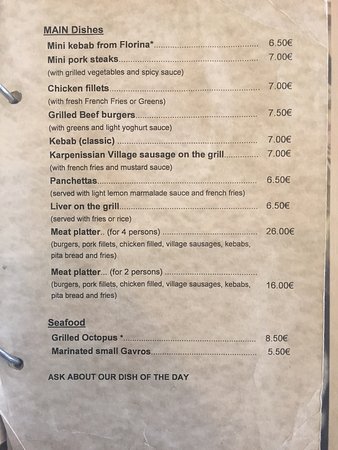 MAIN Dishes
Mini kebab from Florina*............................6.50€
Mini pork steaks............................7.00€
(with grilled vegetables and spicy sauce)
Chicken fillets............................7.00€
(with fresh French Fries or Greens)
Grilled Beef burgers............................7.50€
(with greens and light yoghurt sauce)
Kebab (classic)............................7.00€
Karpenissian Village sausage on the grill............7.00€
(with french fries and mustard sauce)
Panchettas............................6.50€
(served with light lemon marmalade sauce and french fries)
Liver on the grill............................6.50€
(served with fries or rice)
Meat platter.. (for 4 persons)............................26.00€
(burgers, pork fillets, chicken filled, village sausages, kebabs,
pita bread and fries)
Meat platter... (for 2 persons)............................
(burgers, pork fillets, chicken filled, village sausages, kebabs,
pita bread and fries) 16.00€
Seafood
Grilled Octopus *............................8.50€
Marinated small Gavros............................5.50€
ASK ABOUT OUR DISH OF THE DAY